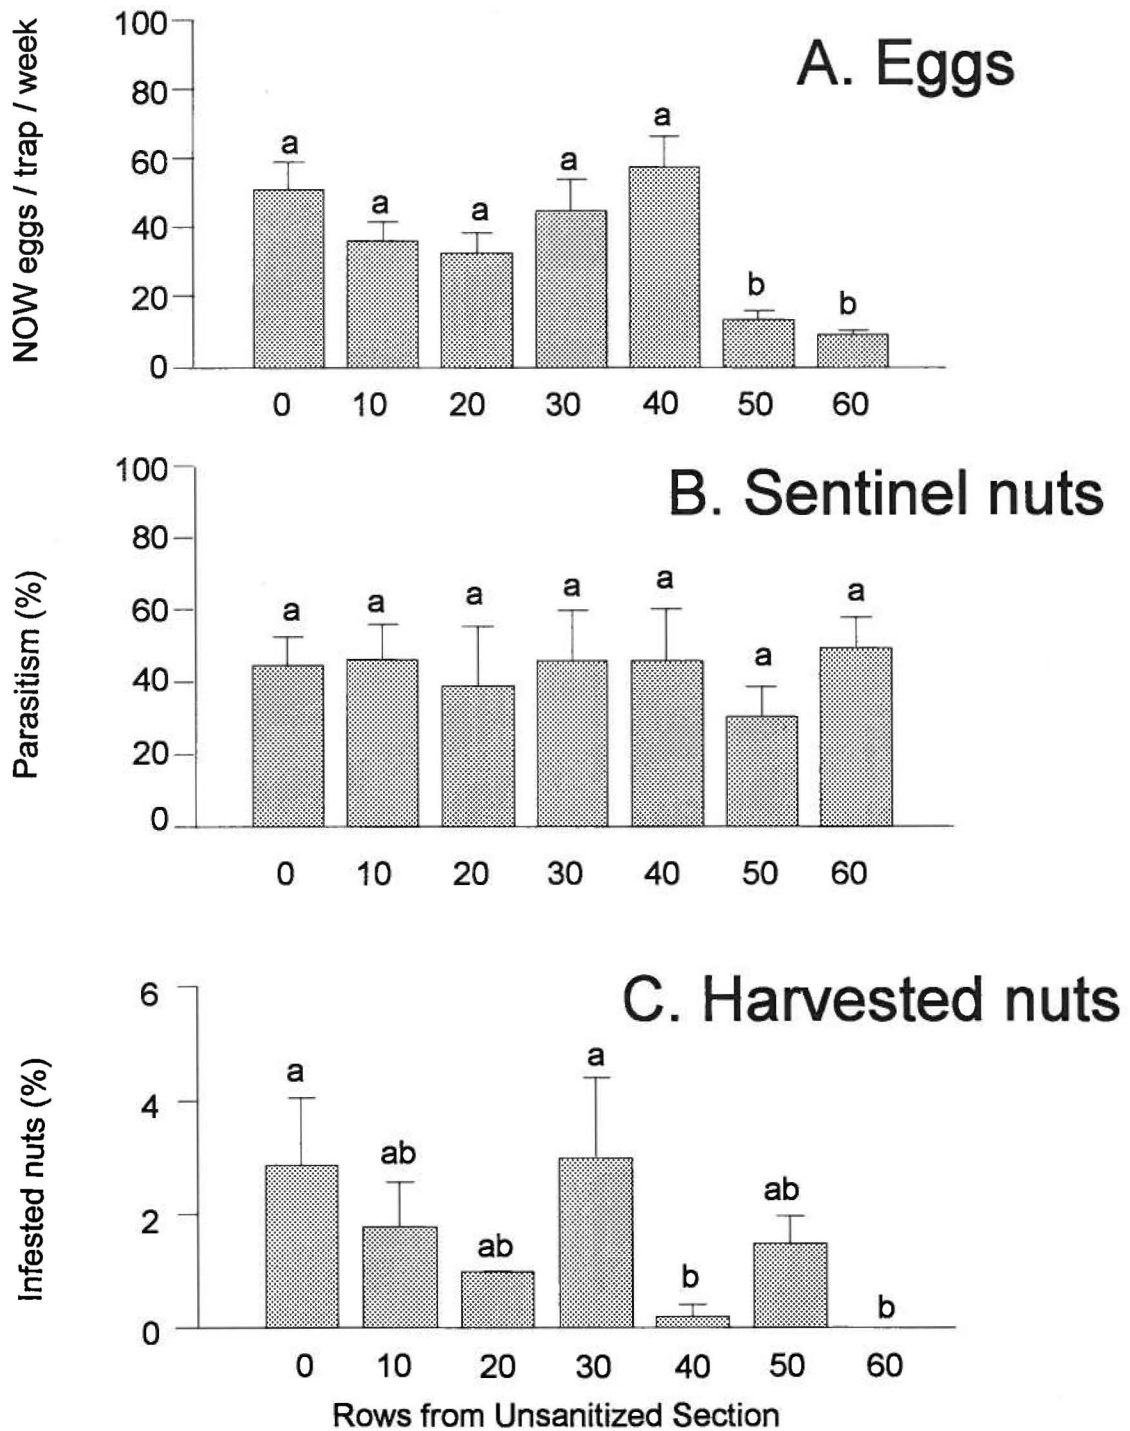 A. Eggs
NOW eggs / trap / week
100
80
60
40
20
0
a
a
a
a
a
b
b
0 10 20 30 40 50 60
B. Sentinel nuts
Parasitism (%)
100
80
60
40
20
0
a
a
a
a
a
a
a
0 10 20 30 40 50 60
C. Harvested nuts
Infested nuts (%)
6
4
2
0
a
ab
ab
a
b
ab
b
0 10 20 30 40 50 60
Rows from Unsanitized Section